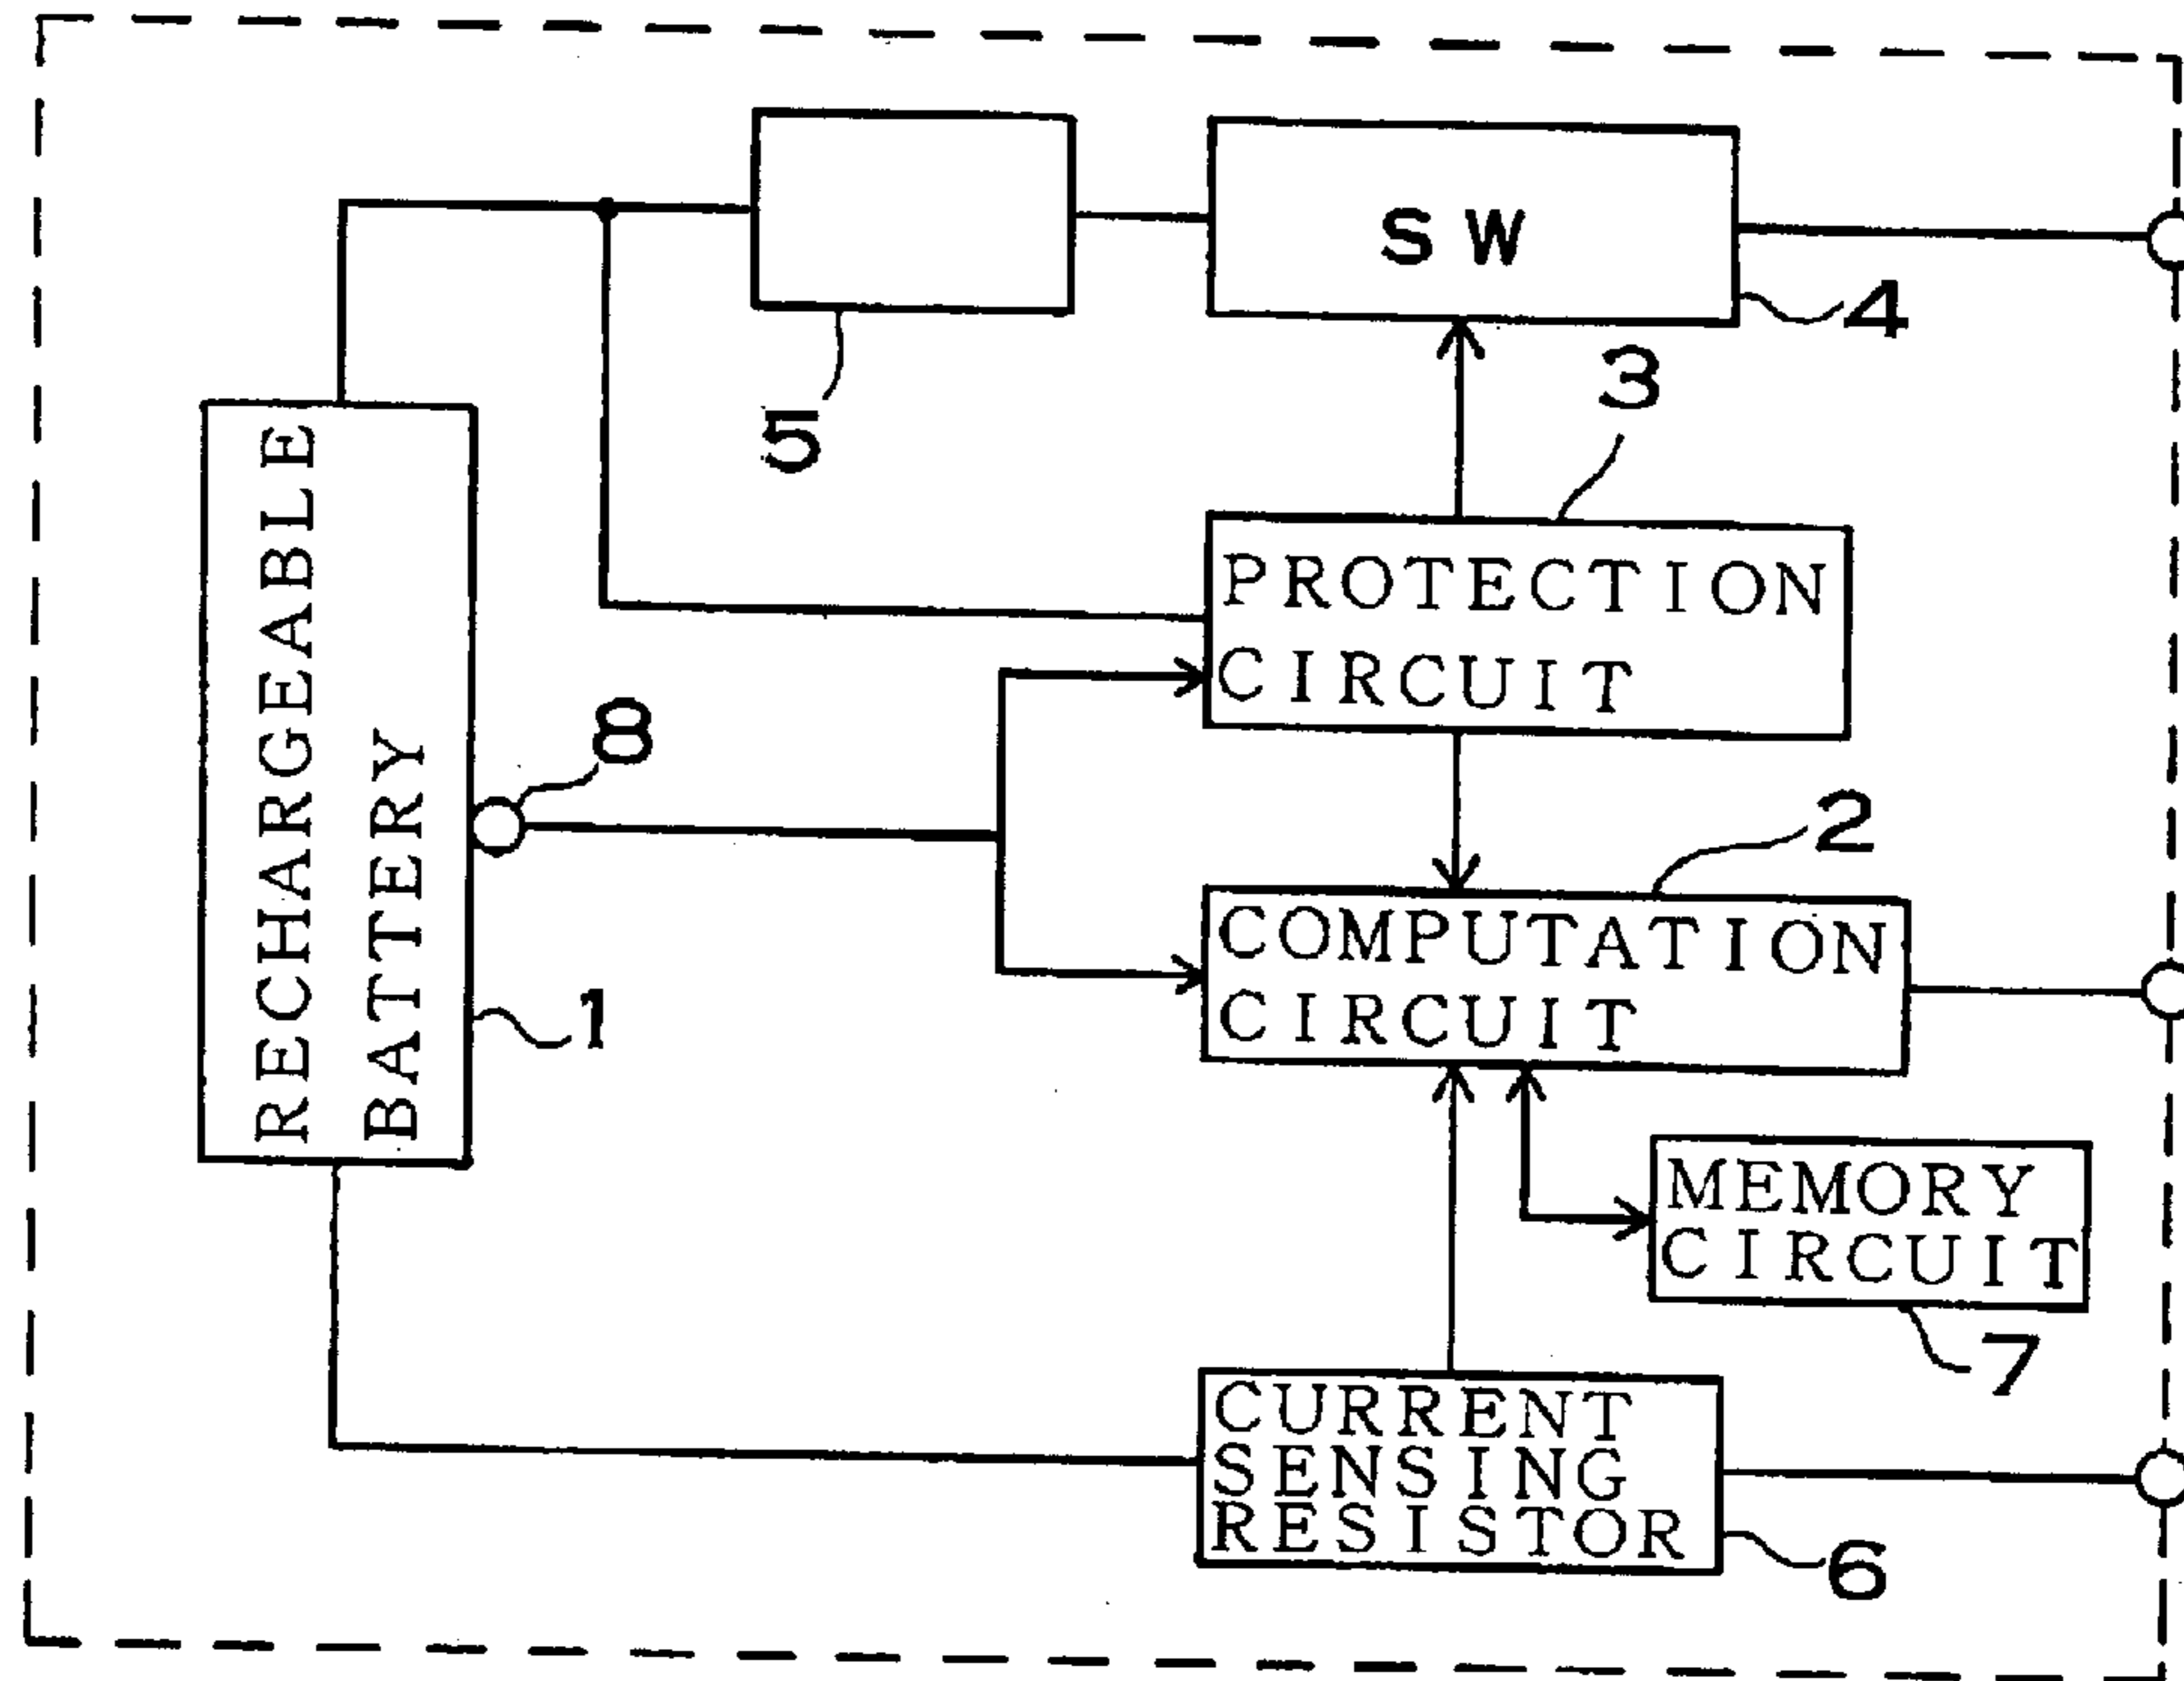 SW
4
5
3
PROTECTION
CIRCUIT
RECHARGEABLE
BATTERY
8
2
COMPUTATION
CIRCUIT
1
MEMORY
CIRCUIT
7
CURRENT
SENSING
RESISTOR
6